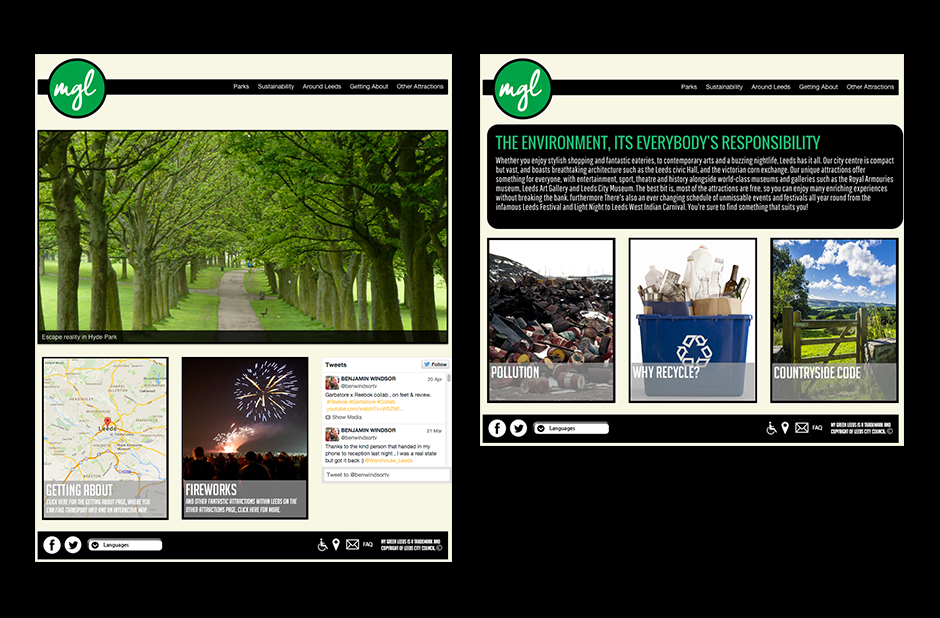 mgl
Parks Sustainability Around Leeds Getting About Other Attractions
Escape reality in Hyde Park
Leeds
GETTING ABOUT
CLICK HERE FOR THE GETTING ABOUT PAGE, WHERE YOU
CAN FIND TRANSPORT INFO AND AN INTERACTIVE MAP
FIREWORKS
AND OTHER FANTASTIC ATTRACTIONS WITHIN LEEDS ON THE
OTHER ATTRACTIONS PAGE, CLICK HERE FOR MORE.
Tweets Follow
BENJAMIN WINDSOR 20 Apr
@benwindsortv
Garbstore x Reebok collab , on feet & review.
#Reebok #Garbstore #Collab
Show Media
BENJAMIN WINDSOR 21 Mar
@benwindsortv
Thanks to the kind person that handed in my
phone to reception last night , I was a real state
but got it back :) @Warehouse_Leeds
Tweet to @benwindsortv
Languages
FAQ
MY GREEN LEEDS IS A TRADEMARK AND
COPYRIGHT OF LEEDS CITY COUNCIL ©
mgl
Parks Sustainability Around Leeds Getting About Other Attractions
THE ENVIRONMENT, ITS EVERYBODY'S RESPONSIBILITY
Whether you enjoy stylish shopping and fantastic eateries, to contemporary arts and a buzzing nightlife, Leeds has it all. Our city centre is compact
but vast, and boasts breathtaking architecture such as the Leeds civic Hall, and the victorian corn exchange. Our unique attractions offer
something for everyone, with entertainment, sport, theatre and history alongside world-class museums and galleries such as the Royal Armouries
museum, Leeds Art Gallery and Leeds City Museum. The best bit is, most of the attractions are free, so you can enjoy many enriching experiences
without breaking the bank, furthermore There's also an ever changing schedule of unmissable events and festivals all year round from the
infamous Leeds Festival and Light Night to Leeds West Indian Carnival. You're sure to find something that suits you!
POLLUTION
WHY RECYCLE?
COUNTRYSIDE CODE
Languages
FAQ
MY GREEN LEEDS IS A TRADEMARK AND
COPYRIGHT OF LEEDS CITY COUNCIL ©